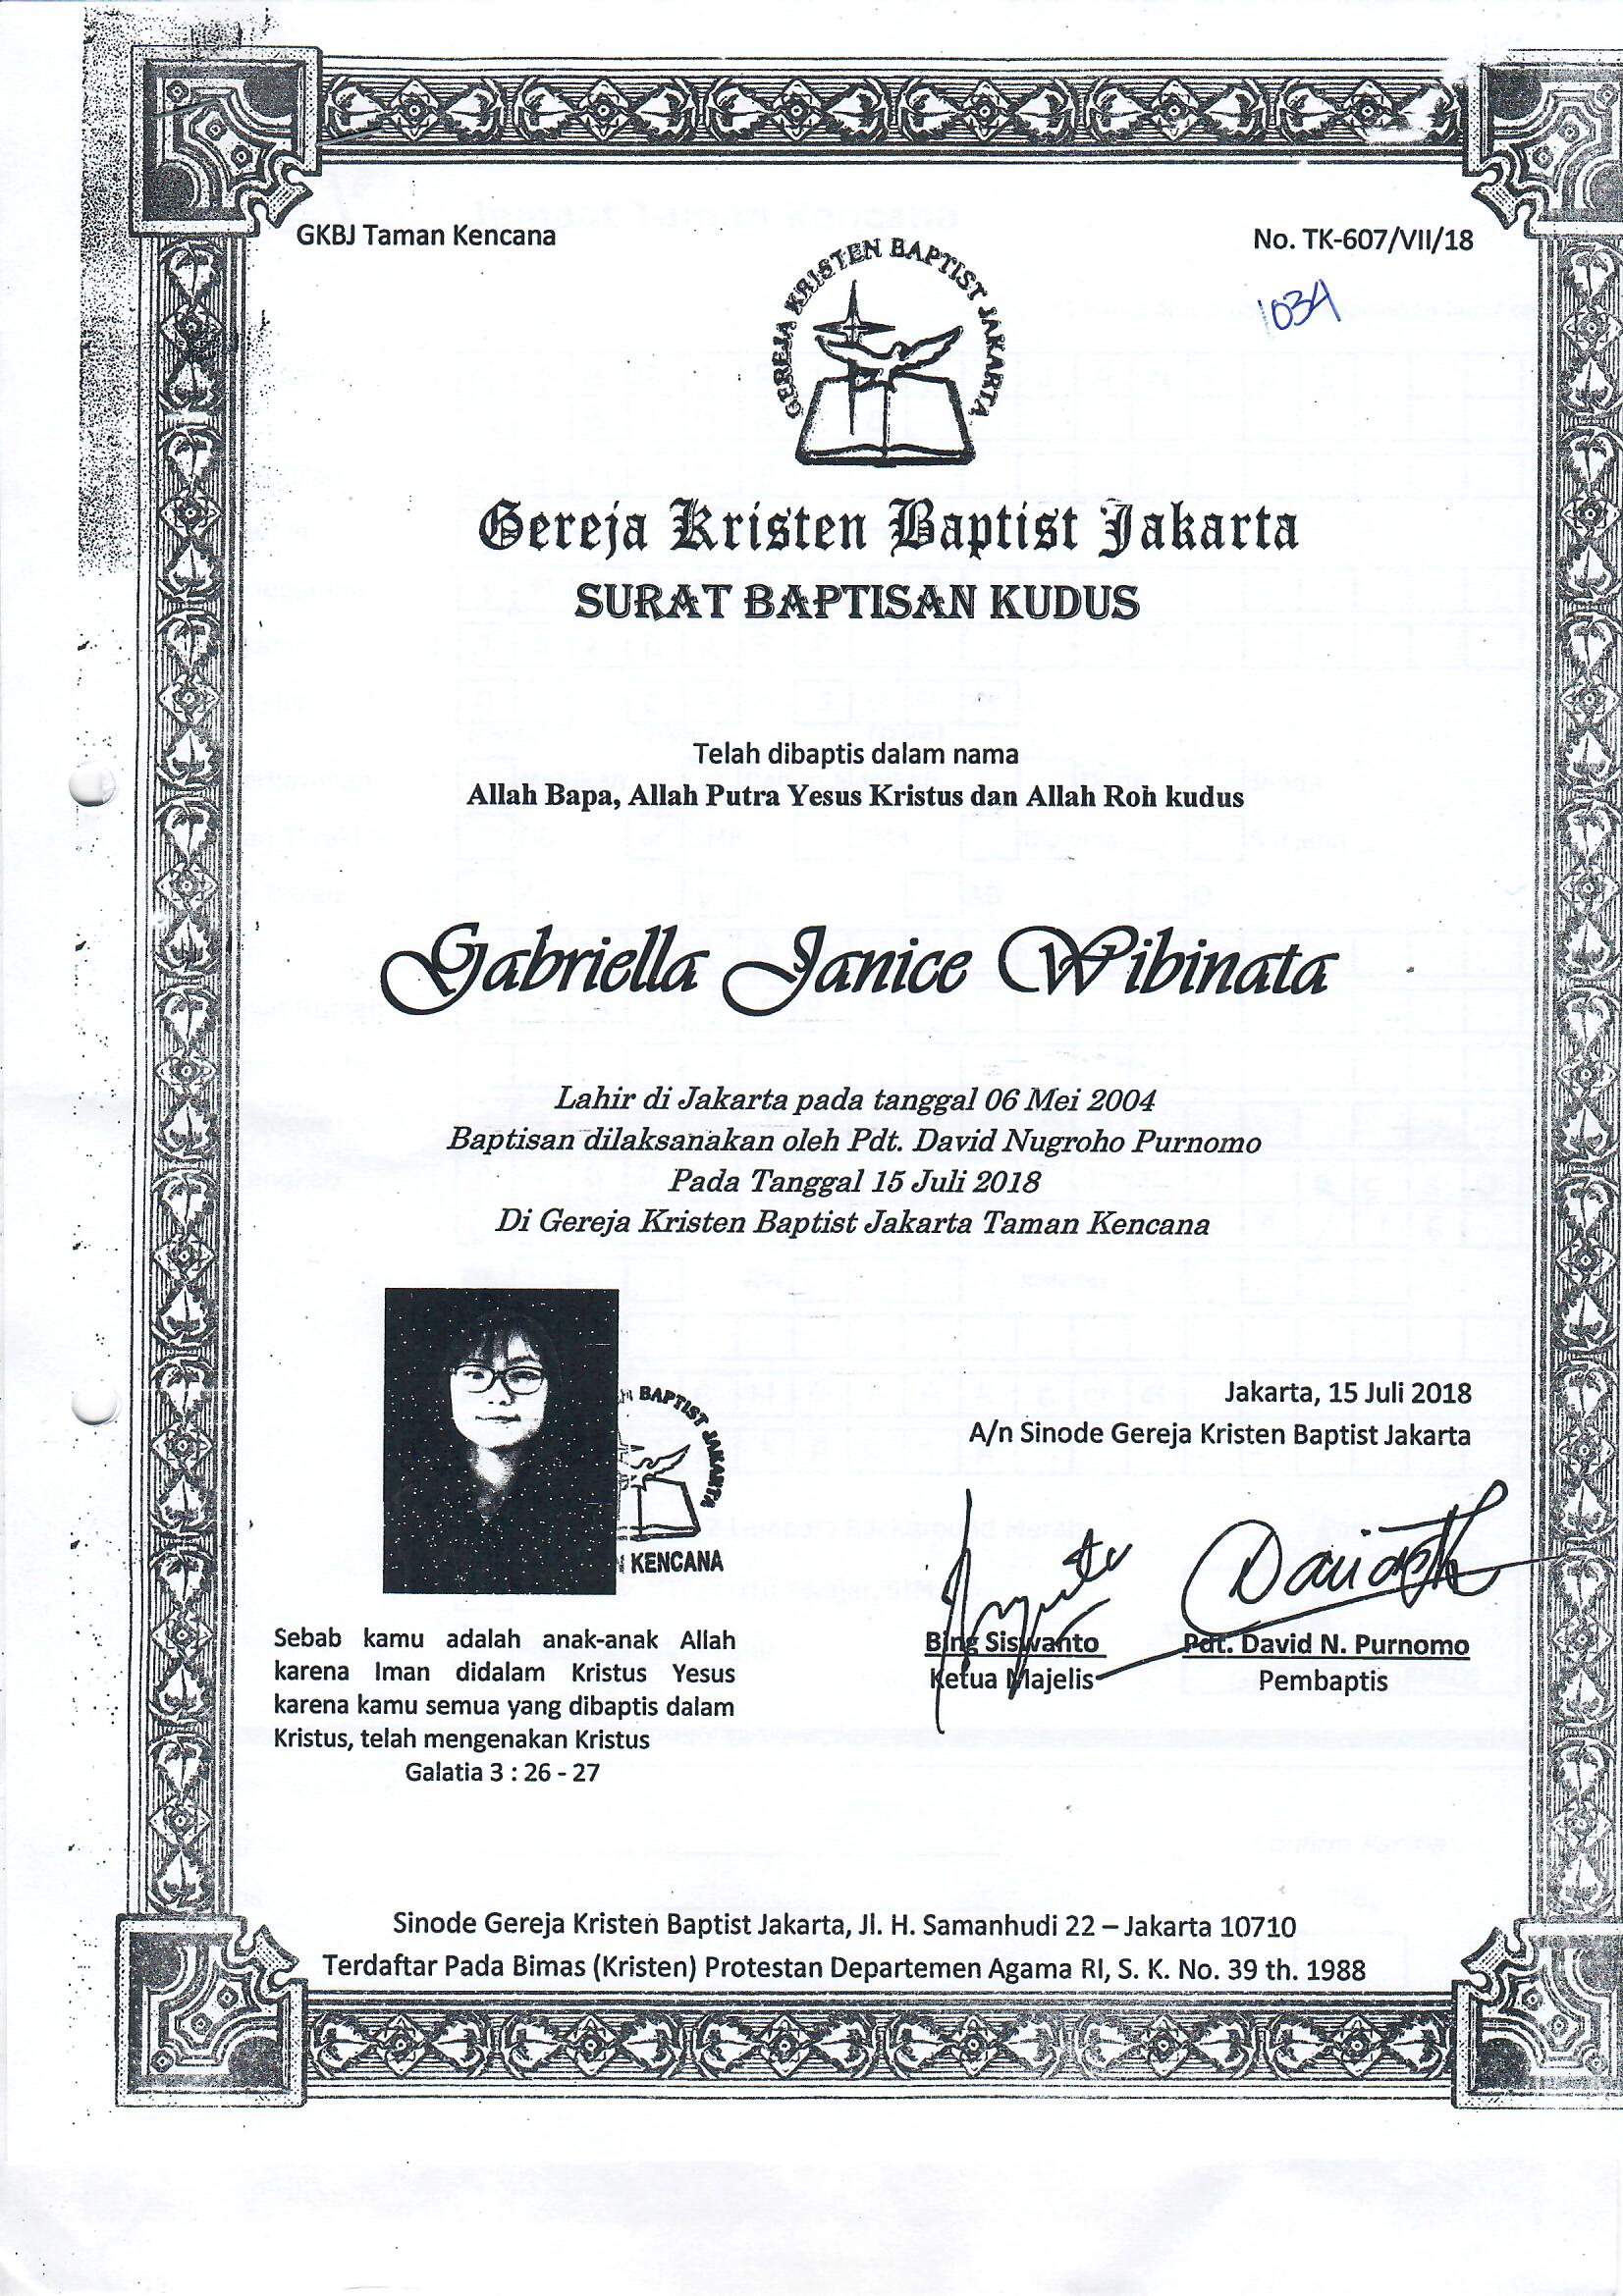 GKBJ Taman Kencana
No. TK-607/VII/18
1034
GEREJA KRISTEN BAPTIST JAKARTA
Gereja Kristen Baptist Jakarta
SURAT BAPTISAN KUDUS
Telah dibaptis dalam nama
Allah Bapa, Allah Putra Yesus Kristus dan Allah Roh kudus
Gabriella Janice Wibinata
Lahir di Jakarta pada tanggal 06 Mei 2004
Baptisan dilaksanakan oleh Pdt. David Nugroho Purnomo
Pada Tanggal 15 Juli 2018
Di Gereja Kristen Baptist Jakarta Taman Kencana
BAPTIST JAKARTA
KENCANA
Jakarta, 15 Juli 2018
A/n Sinode Gereja Kristen Baptist Jakarta
Bing Siswanto
Ketua Majelis
Pdt. David N. Purnomo
Pembaptis
Sebab kamu adalah anak-anak Allah
karena Iman didalam Kristus Yesus
karena kamu semua yang dibaptis dalam
Kristus, telah mengenakan Kristus
Galatia 3 : 26 - 27
Sinode Gereja Kristen Baptist Jakarta, Jl. H. Samanhudi 22 – Jakarta 10710
Terdaftar Pada Bimas (Kristen) Protestan Departemen Agama RI, S. K. No. 39 th. 1988